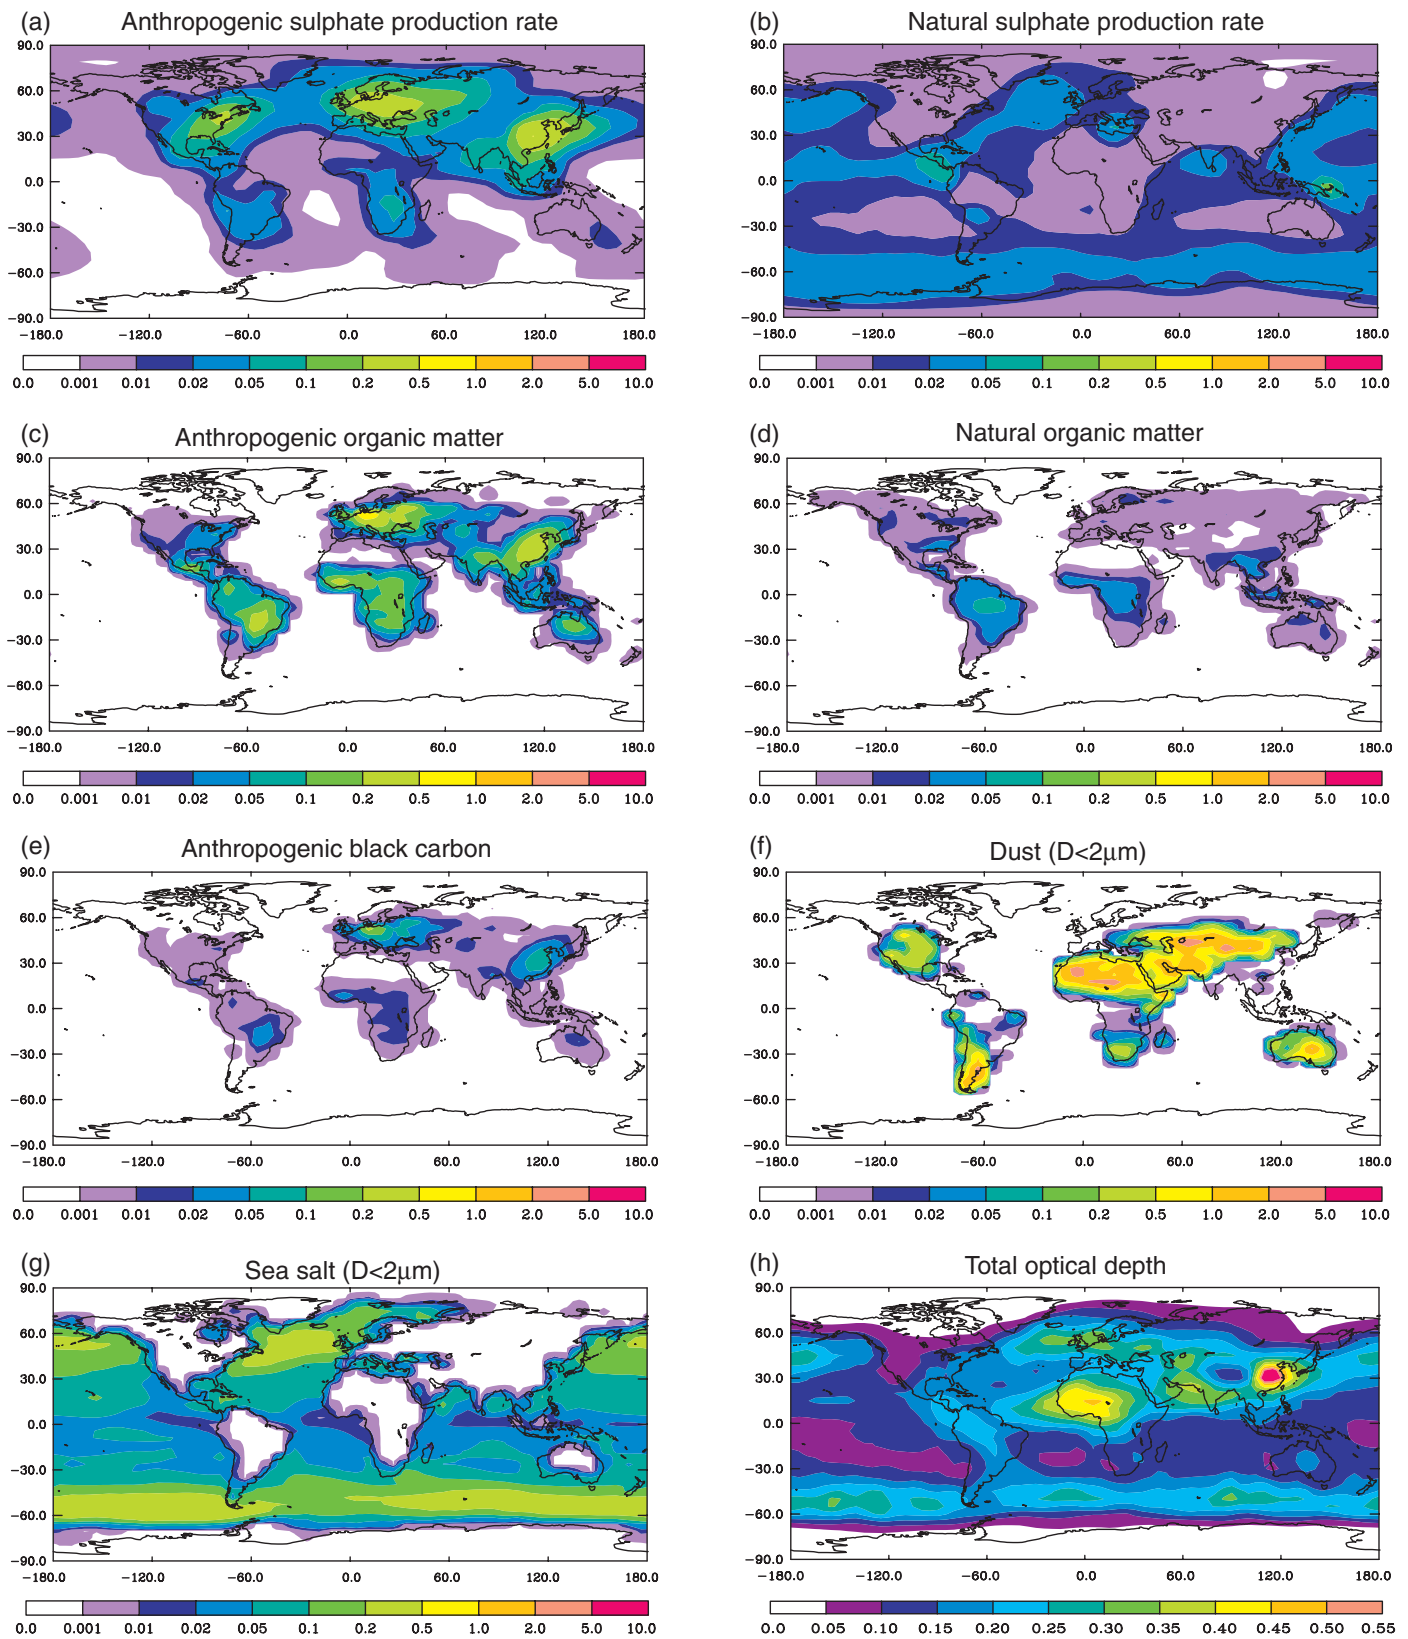 (a) Anthropogenic sulphate production rate
90.0
60.0
30.0
0.0
−30.0
−60.0
−90.0
−180.0 −120.0 −60.0 0.0 60.0 120.0 180.0
0.0 0.001 0.01 0.02 0.05 0.1 0.2 0.5 1.0 2.0 5.0 10.0
(b) Natural sulphate production rate
90.0
60.0
30.0
0.0
−30.0
−60.0
−90.0
−180.0 −120.0 −60.0 0.0 60.0 120.0 180.0
0.0 0.001 0.01 0.02 0.05 0.1 0.2 0.5 1.0 2.0 5.0 10.0
(c) Anthropogenic organic matter
90.0
60.0
30.0
0.0
−30.0
−60.0
−90.0
−180.0 −120.0 −60.0 0.0 60.0 120.0 180.0
0.0 0.001 0.01 0.02 0.05 0.1 0.2 0.5 1.0 2.0 5.0 10.0
(d) Natural organic matter
90.0
60.0
30.0
0.0
−30.0
−60.0
−90.0
−180.0 −120.0 −60.0 0.0 60.0 120.0 180.0
0.0 0.001 0.01 0.02 0.05 0.1 0.2 0.5 1.0 2.0 5.0 10.0
(e) Anthropogenic black carbon
90.0
60.0
30.0
0.0
−30.0
−60.0
−90.0
−180.0 −120.0 −60.0 0.0 60.0 120.0 180.0
0.0 0.001 0.01 0.02 0.05 0.1 0.2 0.5 1.0 2.0 5.0 10.0
(f) Dust (D<2μm)
90.0
60.0
30.0
0.0
−30.0
−60.0
−90.0
−180.0 −120.0 −60.0 0.0 60.0 120.0 180.0
0.0 0.001 0.01 0.02 0.05 0.1 0.2 0.5 1.0 2.0 5.0 10.0
(g) Sea salt (D<2μm)
90.0
60.0
30.0
0.0
−30.0
−60.0
−90.0
−180.0 −120.0 −60.0 0.0 60.0 120.0 180.0
0.0 0.001 0.01 0.02 0.05 0.1 0.2 0.5 1.0 2.0 5.0 10.0
(h) Total optical depth
90.0
60.0
30.0
0.0
−30.0
−60.0
−90.0
−180.0 −120.0 −60.0 0.0 60.0 120.0 180.0
0.0 0.05 0.10 0.15 0.20 0.25 0.30 0.35 0.40 0.45 0.50 0.55